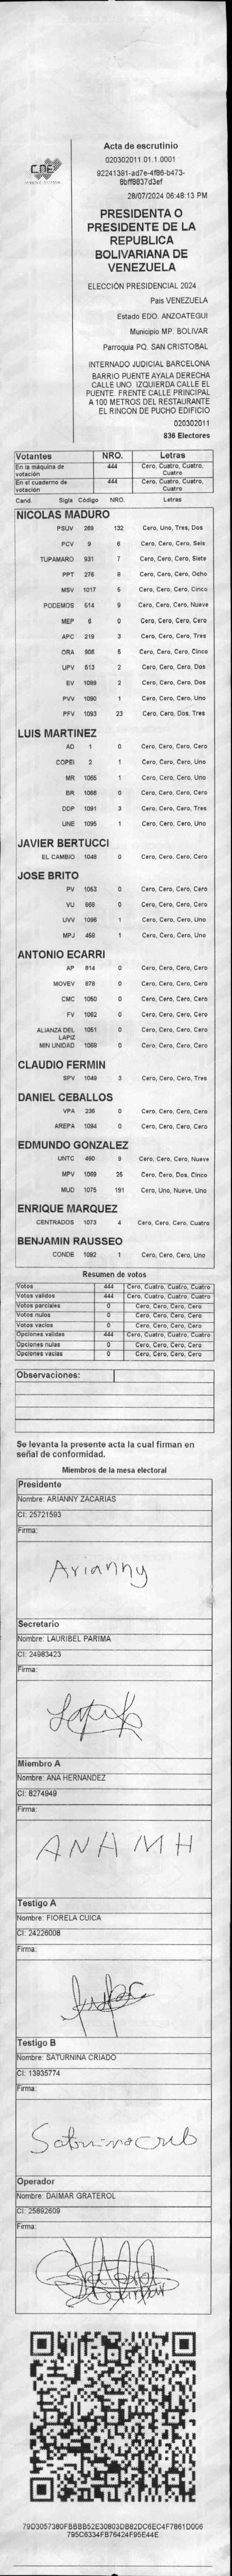 CNE
Acta de escrutinio
020302011.01.1.0001
92241391-ad7e-4f86-b473-
8bff8837d3ef
28/07/2024 06:48:13 PM
PRESIDENTA O
PRESIDENTE DE LA
REPUBLICA
BOLIVARIANA DE
VENEZUELA
ELECCIÓN PRESIDENCIAL 2024
País VENEZUELA
Estado EDO. ANZOATEGUI
Municipio MP. BOLIVAR
Parroquia PQ. SAN CRISTOBAL
INTERNADO JUDICIAL BARCELONA
BARRIO PUENTE AYALA DERECHA
CALLE UNO. IZQUIERDA CALLE EL
PUENTE. FRENTE CALLE PRINCIPAL
A 100 METROS DEL RESTAURANTE
EL RINCON DE PUCHO EDIFICIO
020302011
836 Electores
Votantes NRO. Letras
En la máquina de votación 444 Cero, Cuatro, Cuatro, Cuatro
En el cuaderno de votación 444 Cero, Cuatro, Cuatro, Cuatro
Cand. Sigla Código NRO. Letras
NICOLAS MADURO
PSUV 269 132 Cero, Uno, Tres, Dos
PCV 9 6 Cero, Cero, Cero, Seis
TUPAMARO 931 7 Cero, Cero, Cero, Siete
PPT 276 8 Cero, Cero, Cero, Ocho
MSV 1017 5 Cero, Cero, Cero, Cinco
PODEMOS 514 9 Cero, Cero, Cero, Nueve
MEP 6 0 Cero, Cero, Cero, Cero
APC 219 3 Cero, Cero, Cero, Tres
ORA 906 5 Cero, Cero, Cero, Cinco
UPV 513 2 Cero, Cero, Cero, Dos
EV 1089 2 Cero, Cero, Cero, Dos
PVV 1090 1 Cero, Cero, Cero, Uno
PFV 1093 23 Cero, Cero, Dos, Tres
LUIS MARTINEZ
AD 1 0 Cero, Cero, Cero, Cero
COPEI 2 1 Cero, Cero, Cero, Uno
MR 1065 1 Cero, Cero, Cero, Uno
BR 1068 0 Cero, Cero, Cero, Cero
DDP 1091 3 Cero, Cero, Cero, Tres
UNE 1095 1 Cero, Cero, Cero, Uno
JAVIER BERTUCCI
EL CAMBIO 1048 0 Cero, Cero, Cero, Cero
JOSE BRITO
PV 1053 0 Cero, Cero, Cero, Cero
VU 968 0 Cero, Cero, Cero, Cero
UVV 1096 1 Cero, Cero, Cero, Uno
MPJ 458 1 Cero, Cero, Cero, Uno
ANTONIO ECARRI
AP 814 0 Cero, Cero, Cero, Cero
MOVEV 878 0 Cero, Cero, Cero, Cero
CMC 1050 0 Cero, Cero, Cero, Cero
FV 1062 0 Cero, Cero, Cero, Cero
ALIANZA DEL LAPIZ 1051 0 Cero, Cero, Cero, Cero
MIN UNIDAD 1069 0 Cero, Cero, Cero, Cero
CLAUDIO FERMIN
SPV 1049 3 Cero, Cero, Cero, Tres
DANIEL CEBALLOS
VPA 236 0 Cero, Cero, Cero, Cero
AREPA 1094 0 Cero, Cero, Cero, Cero
EDMUNDO GONZALEZ
UNTC 480 9 Cero, Cero, Cero, Nueve
MPV 1069 25 Cero, Cero, Dos, Cinco
MUD 1075 191 Cero, Uno, Nueve, Uno
ENRIQUE MARQUEZ
CENTRADOS 1073 4 Cero, Cero, Cero, Cuatro
BENJAMIN RAUSSEO
CONDE 1092 1 Cero, Cero, Cero, Uno
Resumen de votos
Votos 444 Cero, Cuatro, Cuatro, Cuatro
Votos validos 444 Cero, Cuatro, Cuatro, Cuatro
Votos parciales 0 Cero, Cero, Cero, Cero
Votos nulos 0 Cero, Cero, Cero, Cero
Votos vacios 0 Cero, Cero, Cero, Cero
Opciones validas 444 Cero, Cuatro, Cuatro, Cuatro
Opciones nulas 0 Cero, Cero, Cero, Cero
Opciones vacias 0 Cero, Cero, Cero, Cero
Observaciones:
Se levanta la presente acta la cual firman en
señal de conformidad.
Miembros de la mesa electoral
Presidente
Nombre: ARIANNY ZACARIAS
CI: 25721593
Firma:
Arianny
Secretario
Nombre: LAURIBEL PARIMA
CI: 24983423
Firma:
Miembro A
Nombre: ANA HERNANDEZ
CI: 8274949
Firma:
ANA M H
Testigo A
Nombre: FIORELA CUICA
CI: 24226008
Firma:
Testigo B
Nombre: SATURNINA CRIADO
CI: 13935774
Firma:
Operador
Nombre: DAIMAR GRATEROL
CI: 25892609
Firma:
79D3057380FBBBB52E30803DB82DC6EC4F7861D006
795C6334FB76424F95E44E